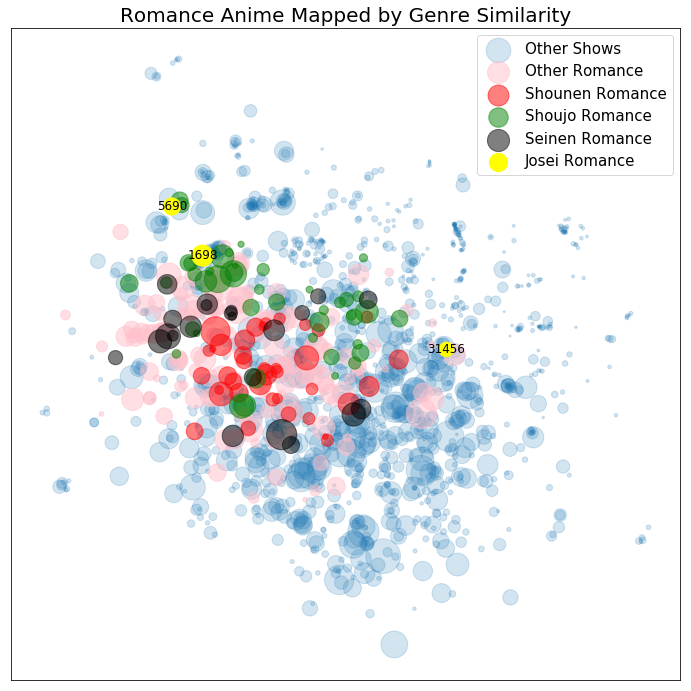 Romance Anime Mapped by Genre Similarity
Other Shows
Other Romance
Shounen Romance
Shoujo Romance
Seinen Romance
Josei Romance
5690
1698
31456